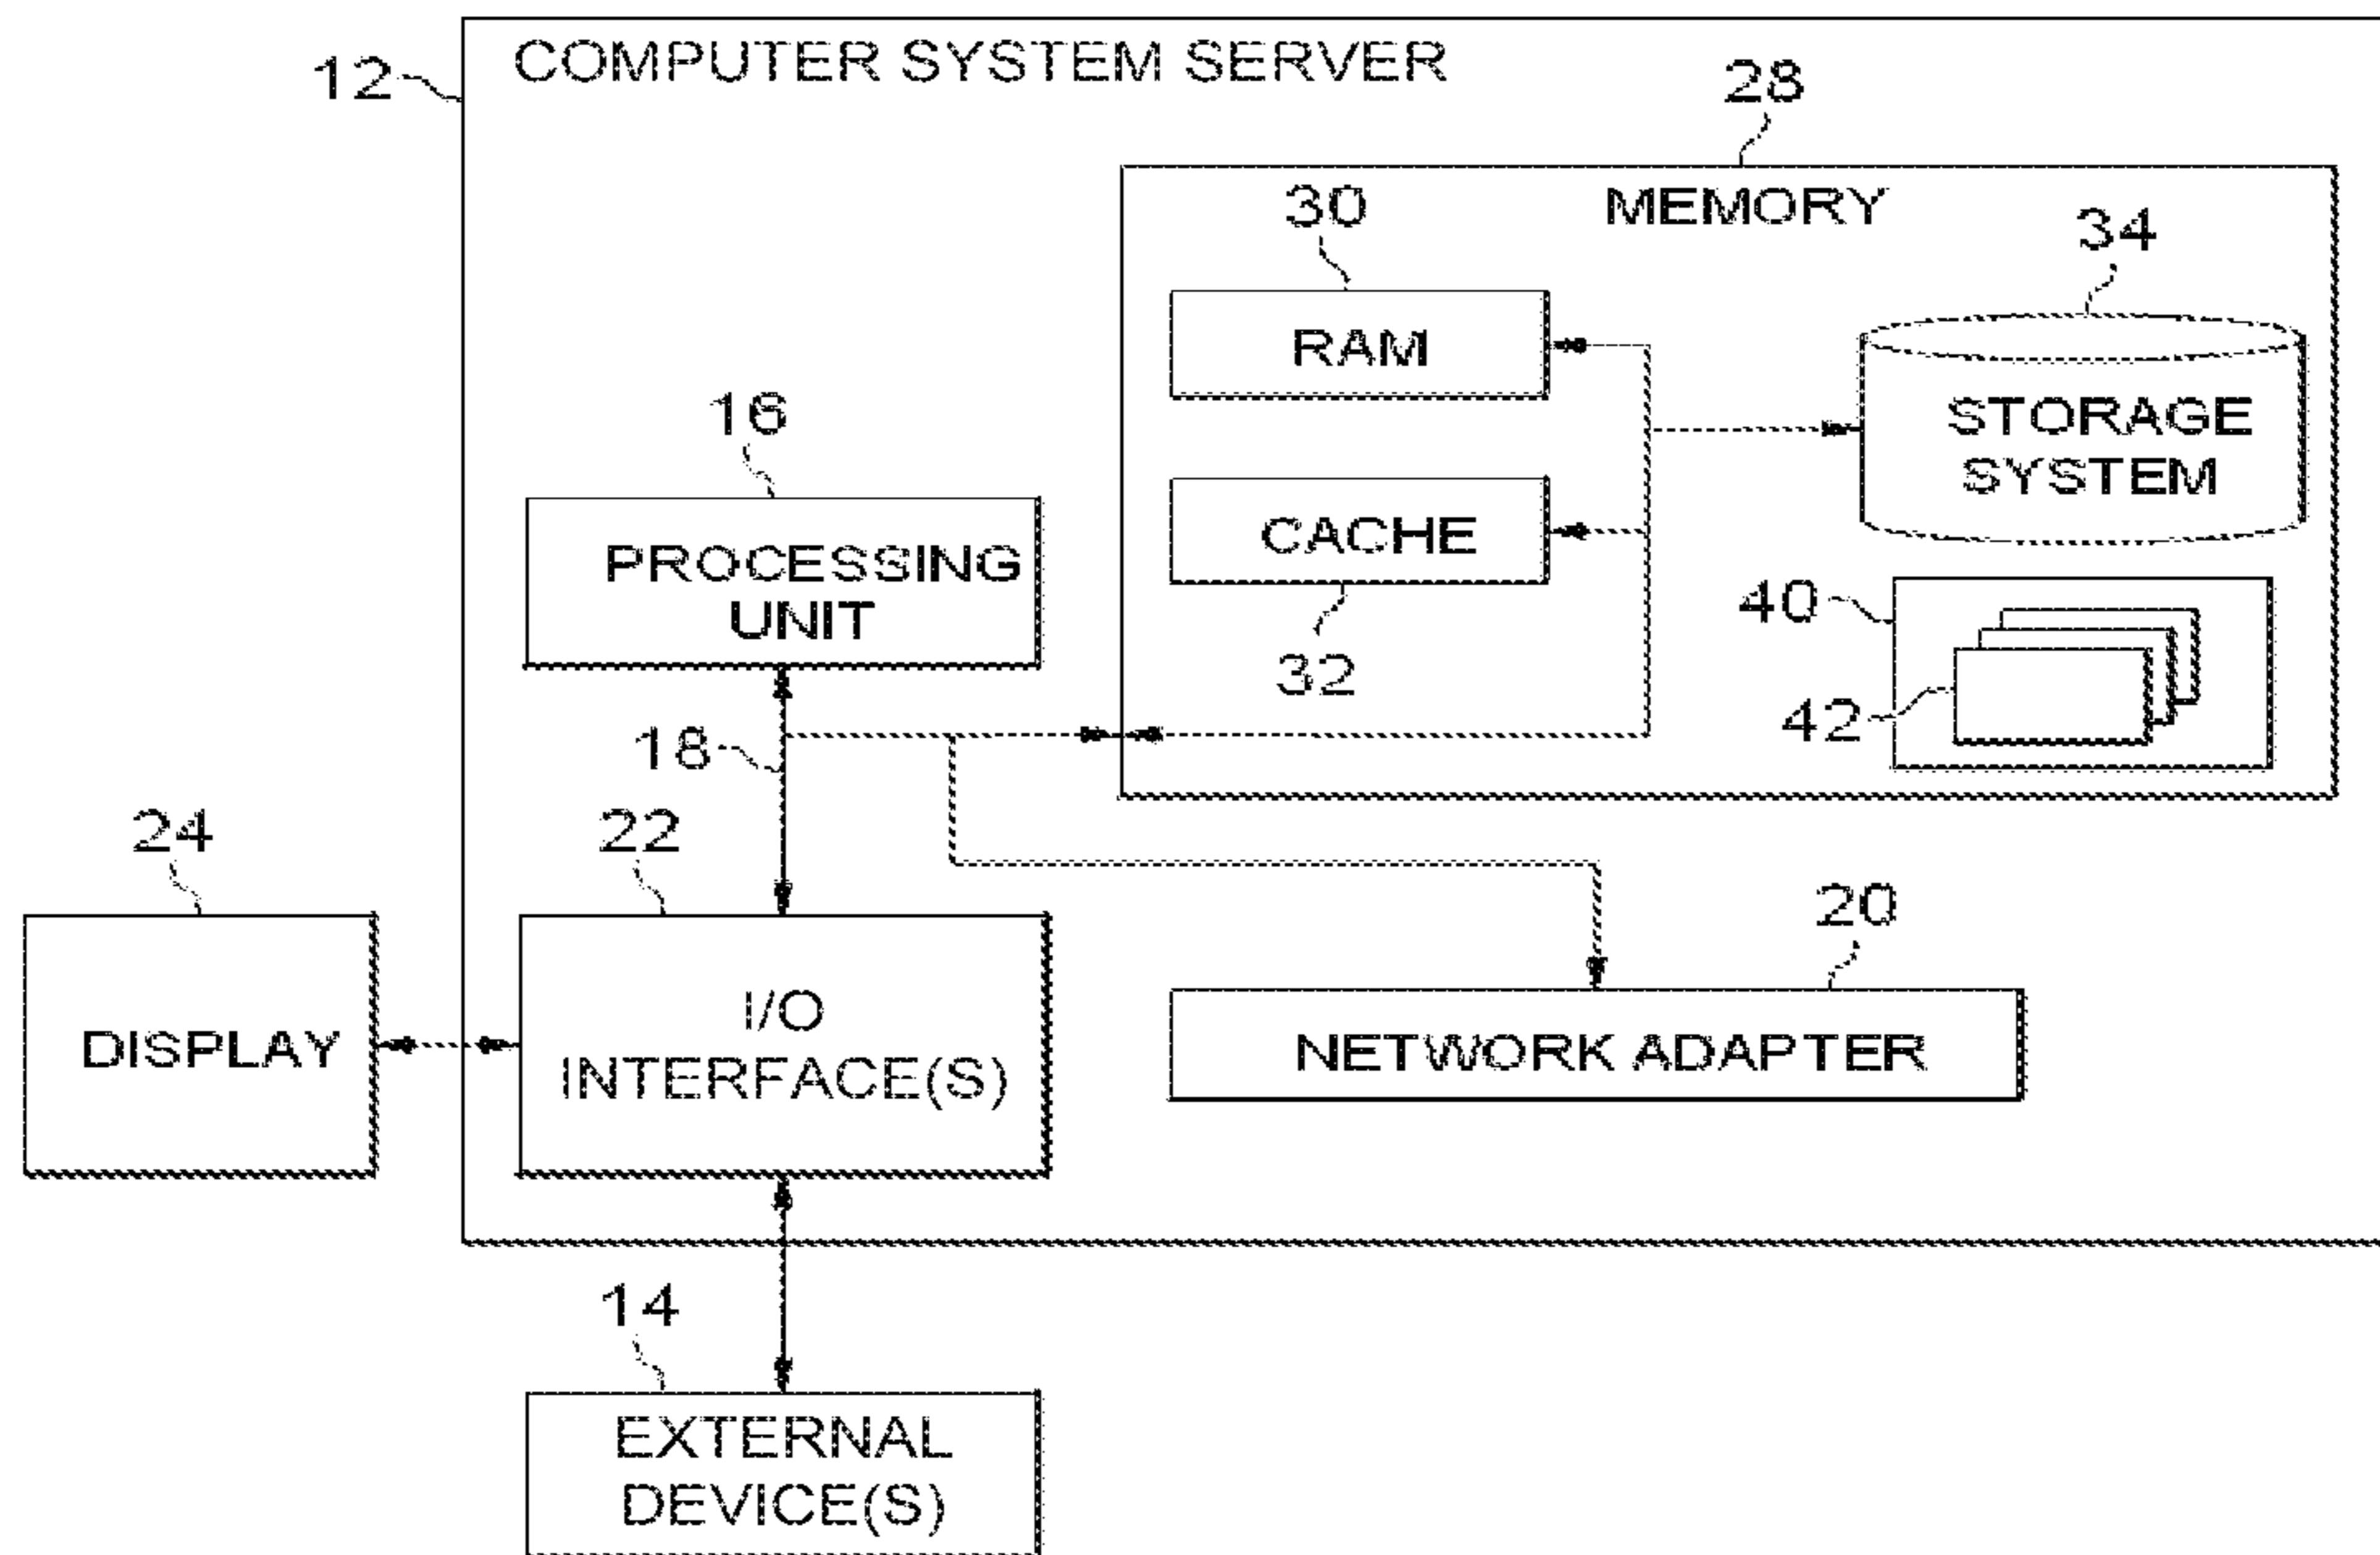 12
COMPUTER SYSTEM SERVER
28
MEMORY
30
34
RAM
STORAGE
SYSTEM
16
PROCESSING
UNIT
CACHE
32
40
42
18
24
22
20
DISPLAY
I/O
INTERFACE(S)
NETWORK ADAPTER
14
EXTERNAL
DEVICE(S)